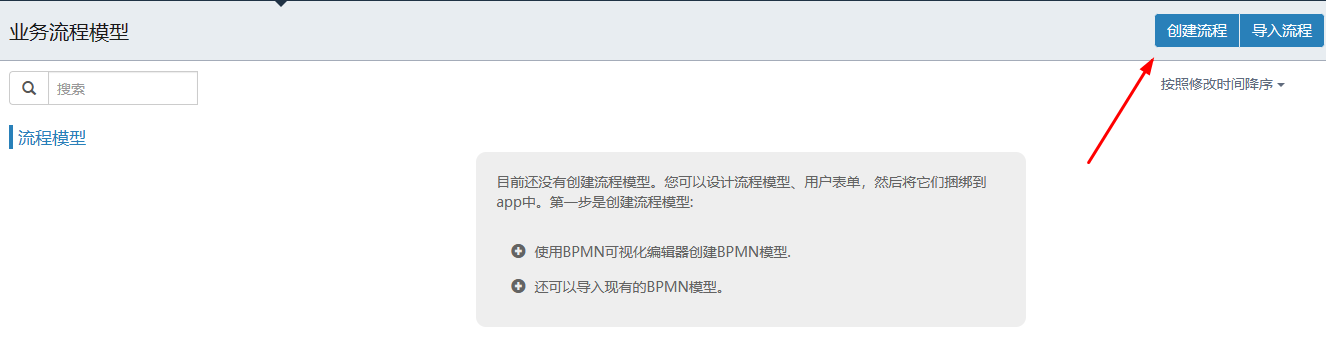 业务流程模型
创建流程
导入流程
搜索
按照修改时间降序
流程模型
目前还没有创建流程模型。您可以设计流程模型、用户表单，然后将它们捆绑到
app中。第一步是创建流程模型:
使用BPMN可视化编辑器创建BPMN模型.
还可以导入现有的BPMN模型。